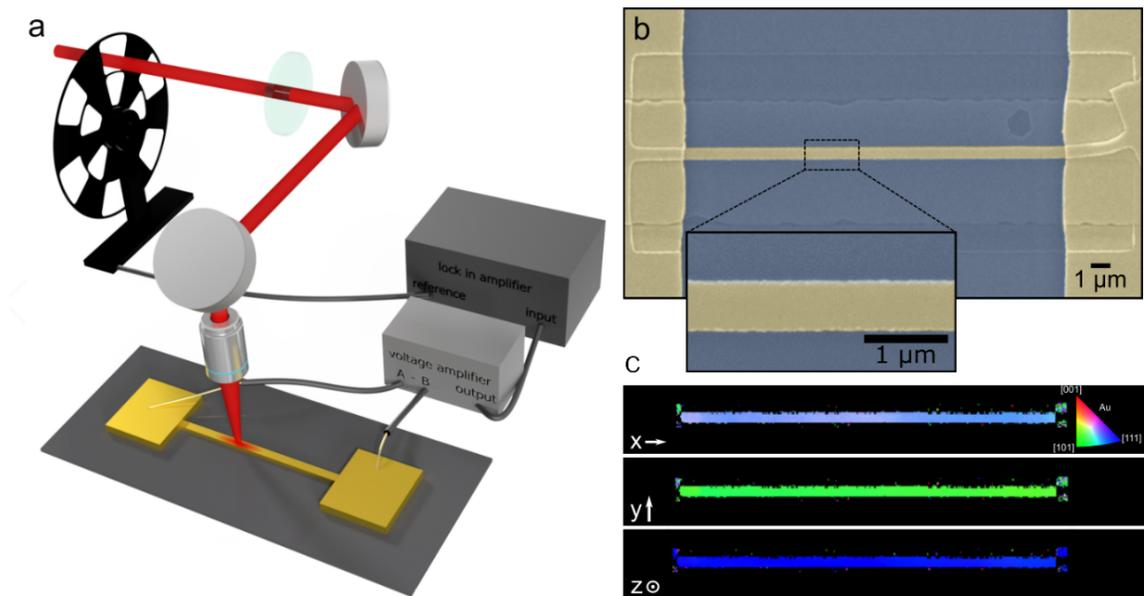 a
lock in amplifier
reference
input
voltage amplifier
A - B
output
b
1 µm
1 µm
c
[001]
Au
[101]
[111]
x→
y↑
z⊙